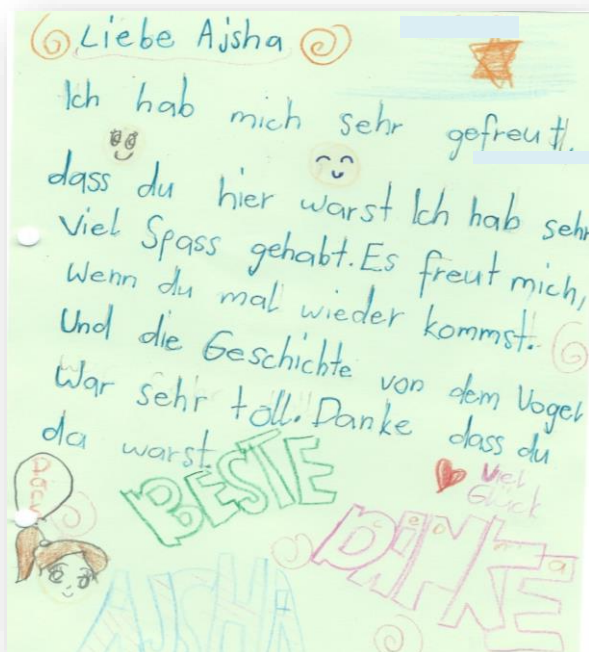 Liebe Ajsha
Ich hab mich sehr gefreut.
dass du hier warst Ich hab sehr
Viel Spass gehabt. Es freut mich,
Wenn du mal wieder kommst.
Und die Geschichte von dem Vogel
War sehr toll. Danke dass du
da warst.
BESTE
Viel
Glück
DANKE
AJSHA